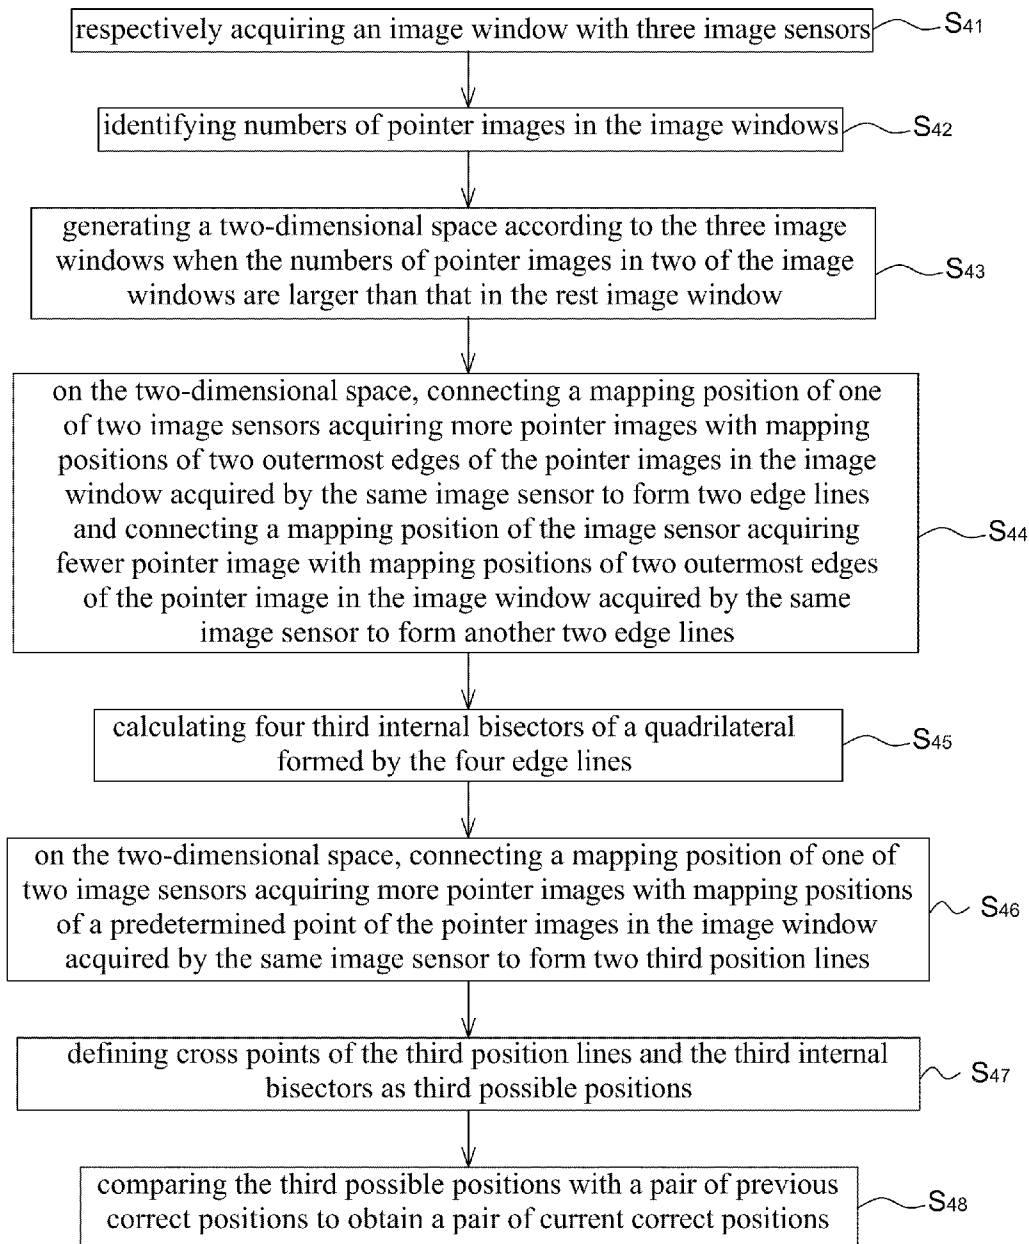 respectively acquiring an image window with three image sensors
S41
identifying numbers of pointer images in the image windows
S42
generating a two-dimensional space according to the three image
windows when the numbers of pointer images in two of the image
windows are larger than that in the rest image window
S43
on the two-dimensional space, connecting a mapping position of one
of two image sensors acquiring more pointer images with mapping
positions of two outermost edges of the pointer images in the image
window acquired by the same image sensor to form two edge lines
and connecting a mapping position of the image sensor acquiring
fewer pointer image with mapping positions of two outermost edges
of the pointer image in the image window acquired by the same
image sensor to form another two edge lines
S44
calculating four third internal bisectors of a quadrilateral
formed by the four edge lines
S45
on the two-dimensional space, connecting a mapping position of one of
two image sensors acquiring more pointer images with mapping positions
of a predetermined point of the pointer images in the image window
acquired by the same image sensor to form two third position lines
S46
defining cross points of the third position lines and the third internal
bisectors as third possible positions
S47
comparing the third possible positions with a pair of previous
correct positions to obtain a pair of current correct positions
S48